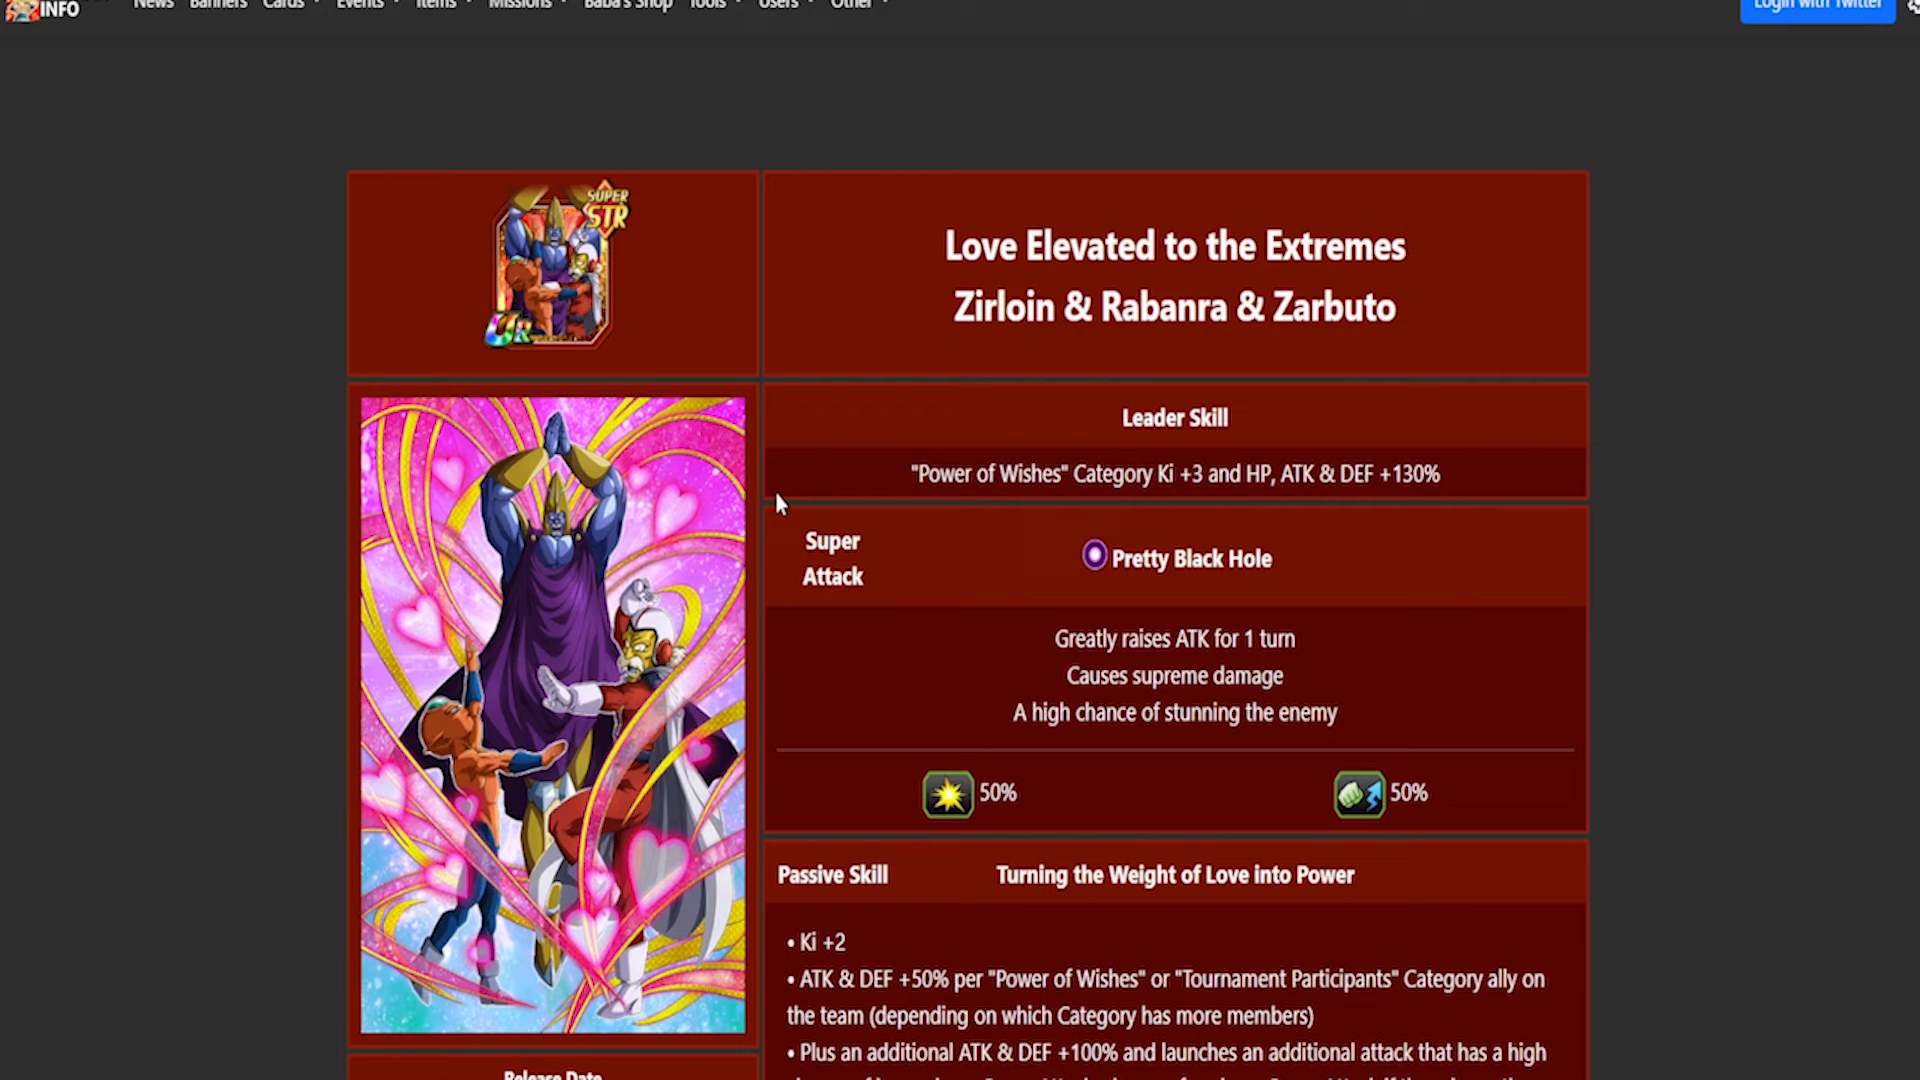 INFO
News Banners Cards Events Items Missions Baba's Shop Tools Users Other
Login with Twitter
SUPER
STR
UR
Love Elevated to the Extremes
Zirloin & Rabanra & Zarbuto
Leader Skill
"Power of Wishes" Category Ki +3 and HP, ATK & DEF +130%
Super
Attack
Pretty Black Hole
Greatly raises ATK for 1 turn
Causes supreme damage
A high chance of stunning the enemy
50%
50%
Passive Skill
Turning the Weight of Love into Power
• Ki +2
• ATK & DEF +50% per "Power of Wishes" or "Tournament Participants" Category ally on
the team (depending on which Category has more members)
• Plus an additional ATK & DEF +100% and launches an additional attack that has a high
Release Date